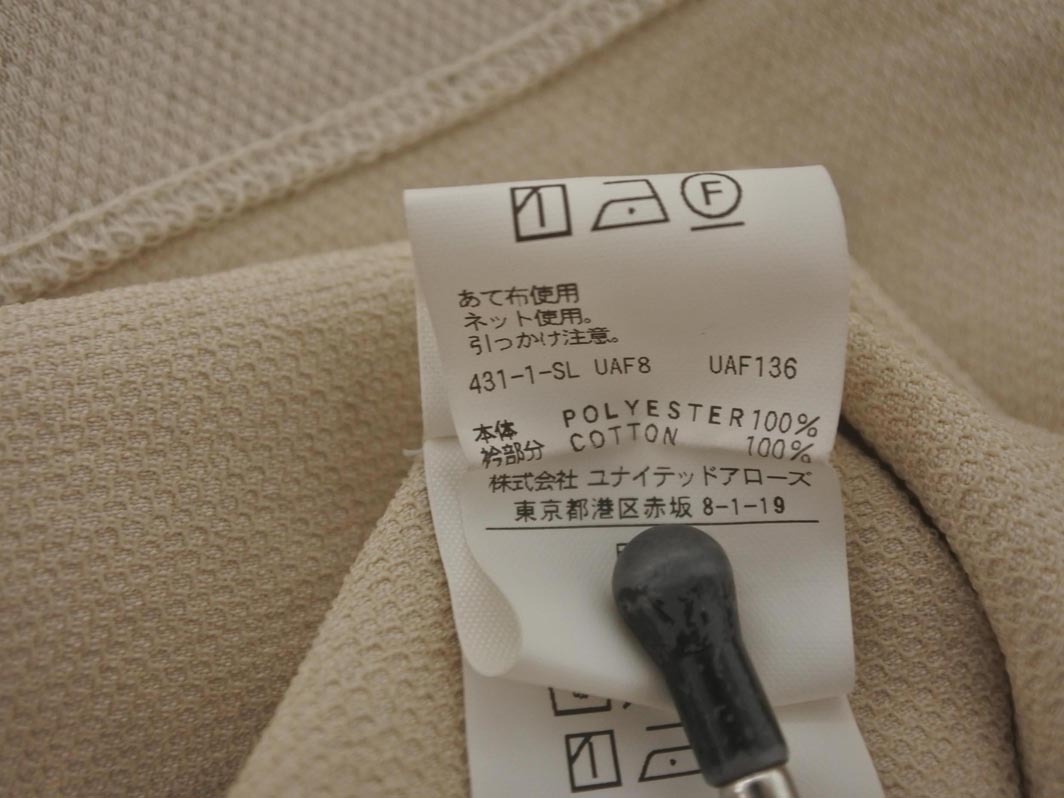 F
あて布使用
ネット使用。
引っかけ注意。
431-1-SL UAF8 UAF136
本体 POLYESTER 100%
衿部分 COTTON 100%
株式会社 ユナイテッドアローズ
東京都港区赤坂 8-1-19